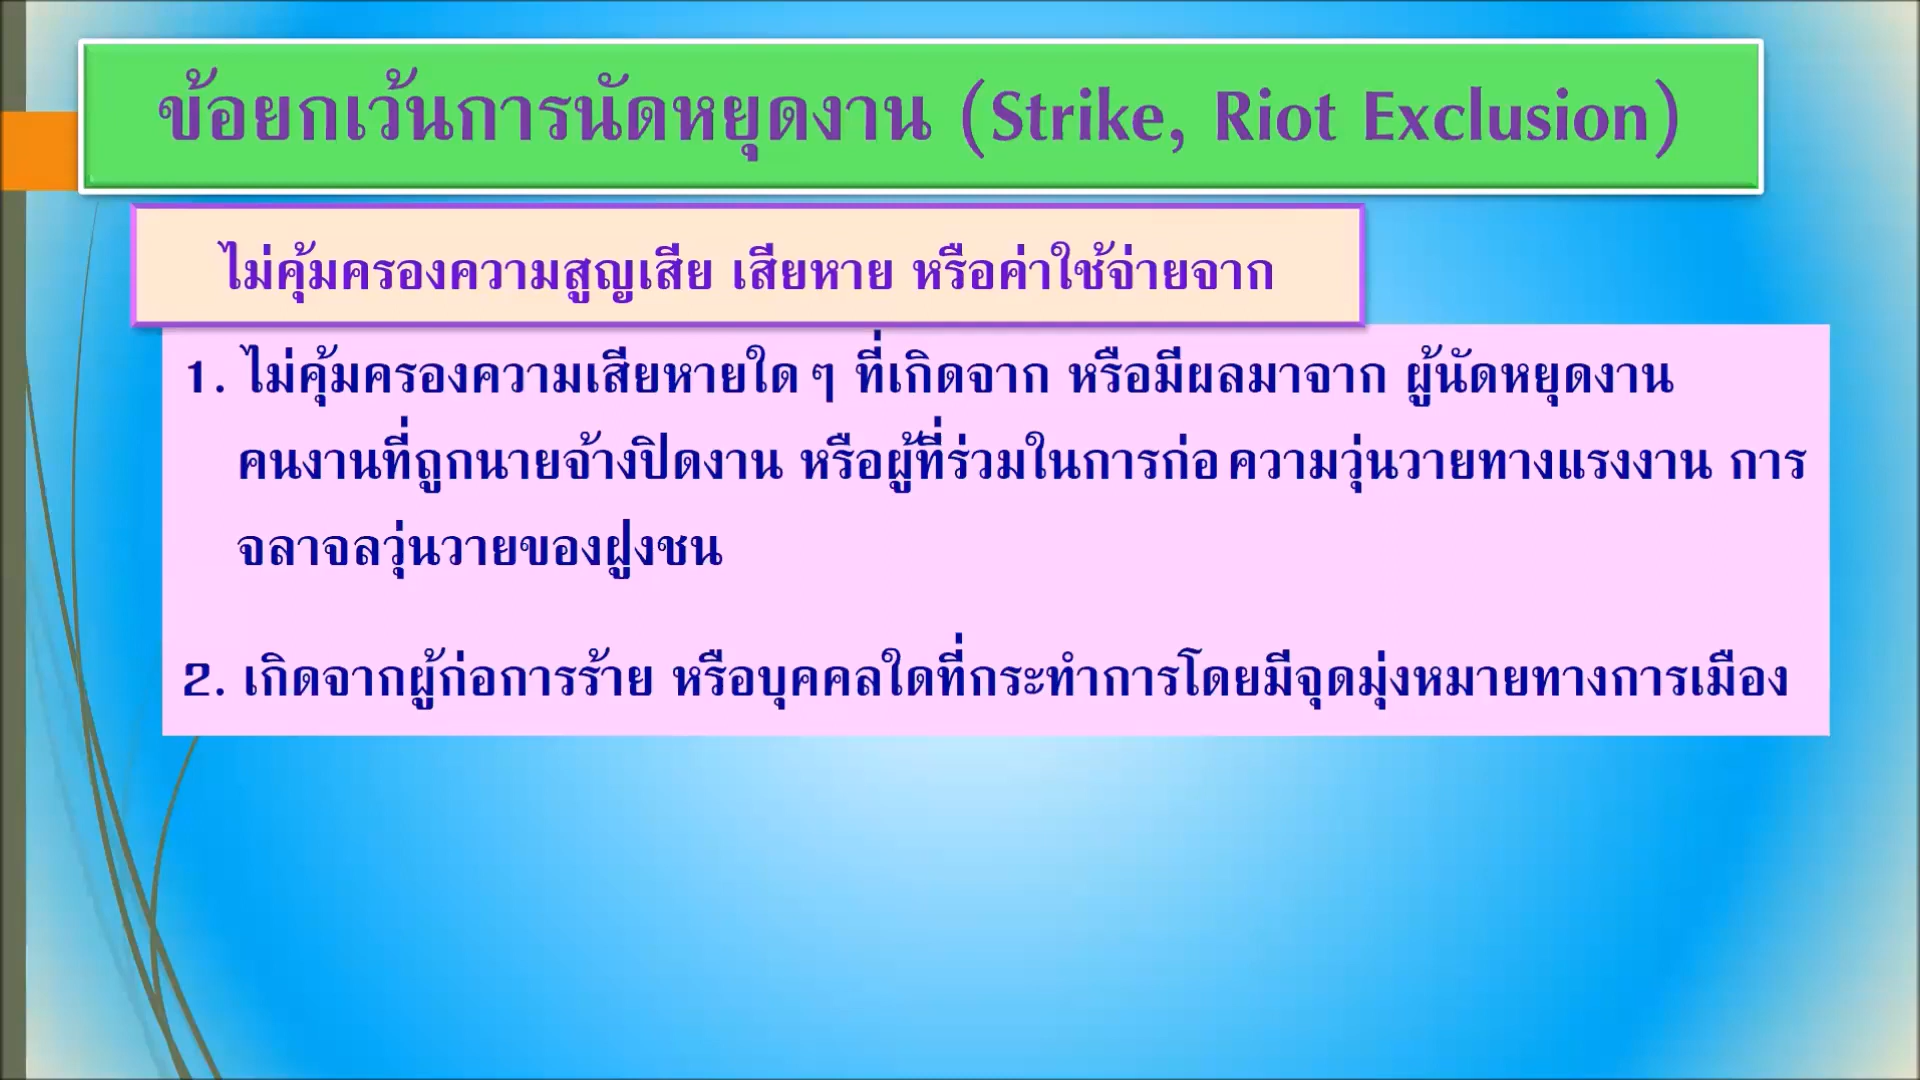 ข้อยกเว้นการนัดหยุดงาน (Strike, Riot Exclusion)
ไม่คุ้มครองความสูญเสีย เสียหาย หรือค่าใช้จ่ายจาก
1. ไม่คุ้มครองความเสียหายใด ๆ ที่เกิดจาก หรือมีผลมาจาก ผู้นัดหยุดงาน
คนงานที่ถูกนายจ้างปิดงาน หรือผู้ที่ร่วมในการก่อ ความวุ่นวายทางแรงงาน การ
จลาจลวุ่นวายของฝูงชน
2. เกิดจากผู้ก่อการร้าย หรือบุคคลใดที่กระทำการโดยมีจุดมุ่งหมายทางการเมือง